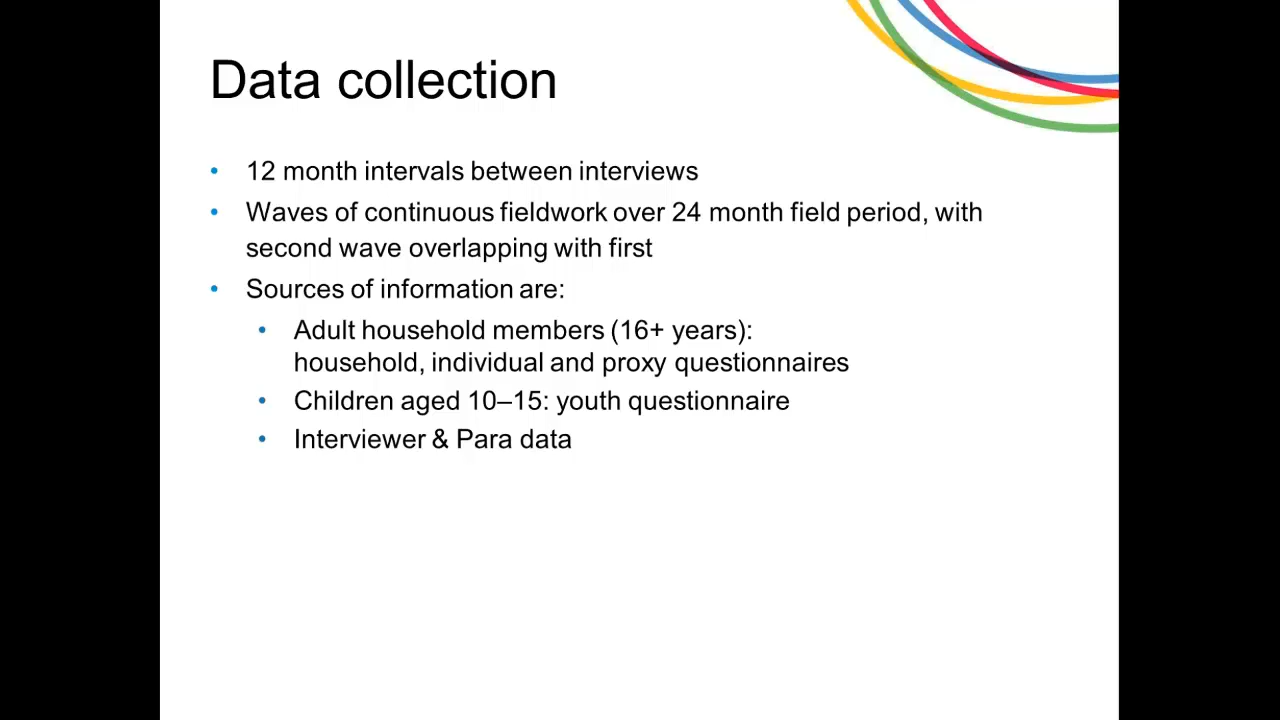 Data collection
• 12 month intervals between interviews
• Waves of continuous fieldwork over 24 month field period, with
second wave overlapping with first
• Sources of information are:
• Adult household members (16+ years):
household, individual and proxy questionnaires
• Children aged 10–15: youth questionnaire
• Interviewer & Para data